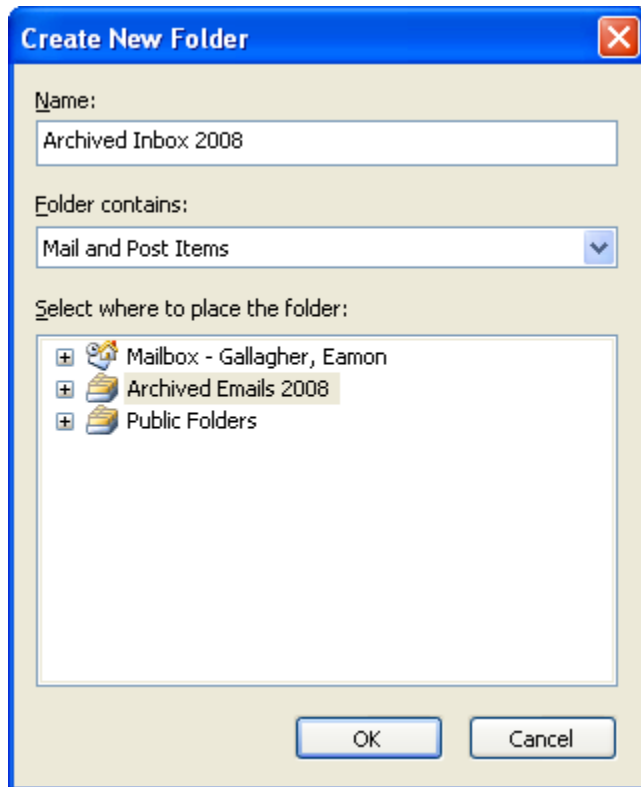 Create New Folder
Name:
Archived Inbox 2008
Folder contains:
Mail and Post Items
Select where to place the folder:
Mailbox - Gallagher, Eamon
Archived Emails 2008
Public Folders
OK
Cancel